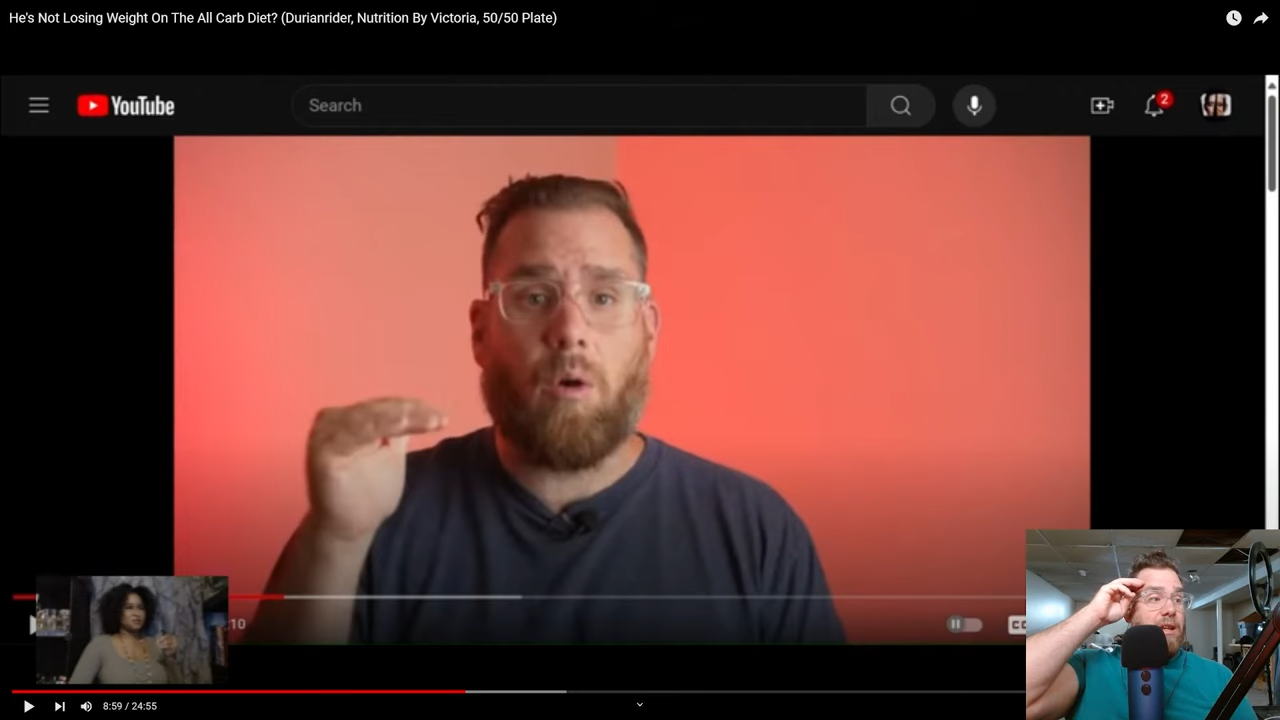 He's Not Losing Weight On The All Carb Diet? (Durianrider, Nutrition By Victoria, 50/50 Plate)
YouTube
Search
2
:10
8:59 / 24:55